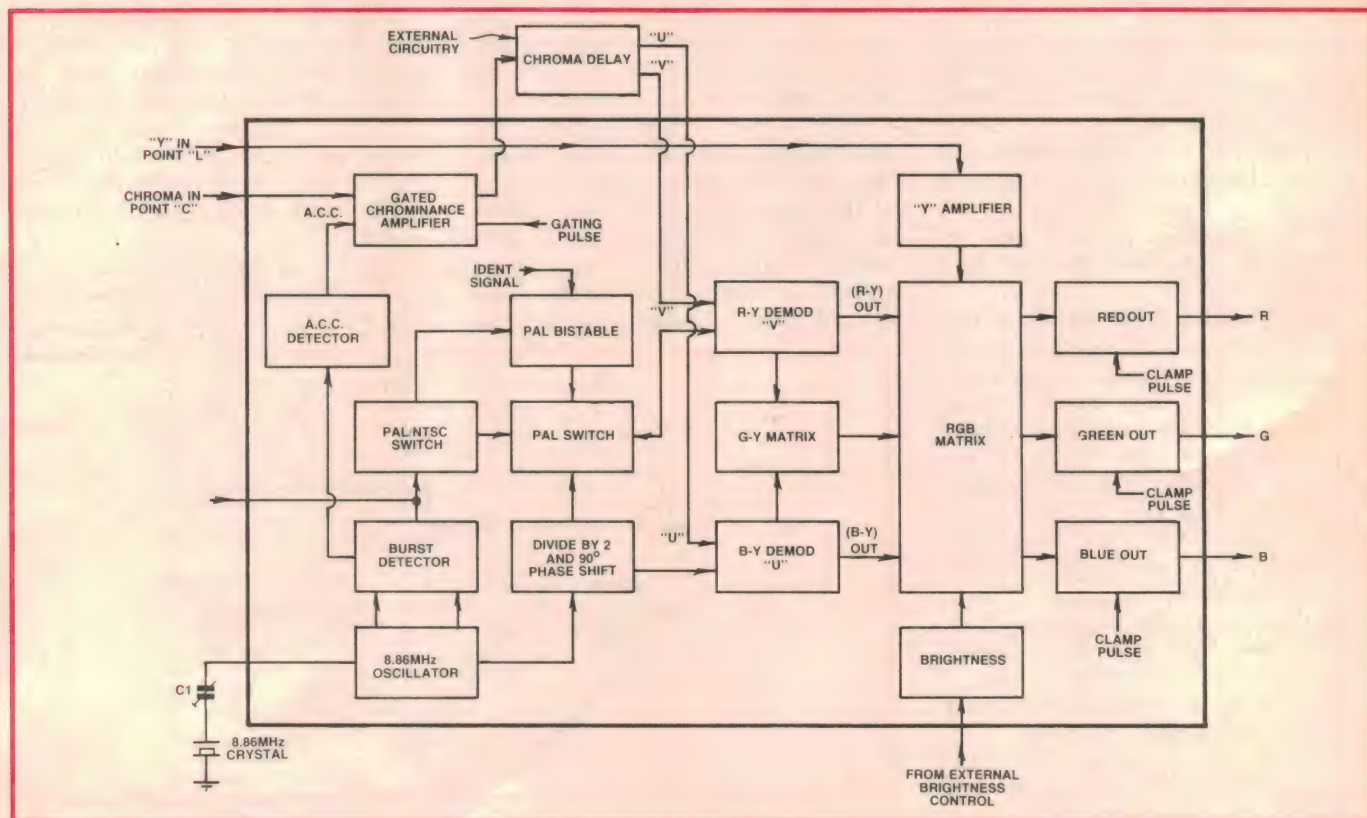 EXTERNAL
CIRCUITRY
CHROMA DELAY
"U"
"V"
"Y" IN
POINT "L"
CHROMA IN
POINT "C"
A.C.C.
GATED
CHROMINANCE
AMPLIFIER
GATING
PULSE
"Y" AMPLIFIER
IDENT
SIGNAL
A.C.C.
DETECTOR
PAL BISTABLE
"V"
R-Y DEMOD
"V"
(R-Y)
OUT
RED OUT
R
CLAMP
PULSE
PAL/NTSC
SWITCH
PAL SWITCH
G-Y MATRIX
RGB
MATRIX
GREEN OUT
G
CLAMP
PULSE
BURST
DETECTOR
DIVIDE BY 2
AND 90°
PHASE SHIFT
"U"
B-Y DEMOD
"U"
(B-Y)
OUT
BLUE OUT
B
CLAMP
PULSE
8.86MHz
OSCILLATOR
BRIGHTNESS
C1
8.86MHz
CRYSTAL
FROM EXTERNAL
BRIGHTNESS
CONTROL